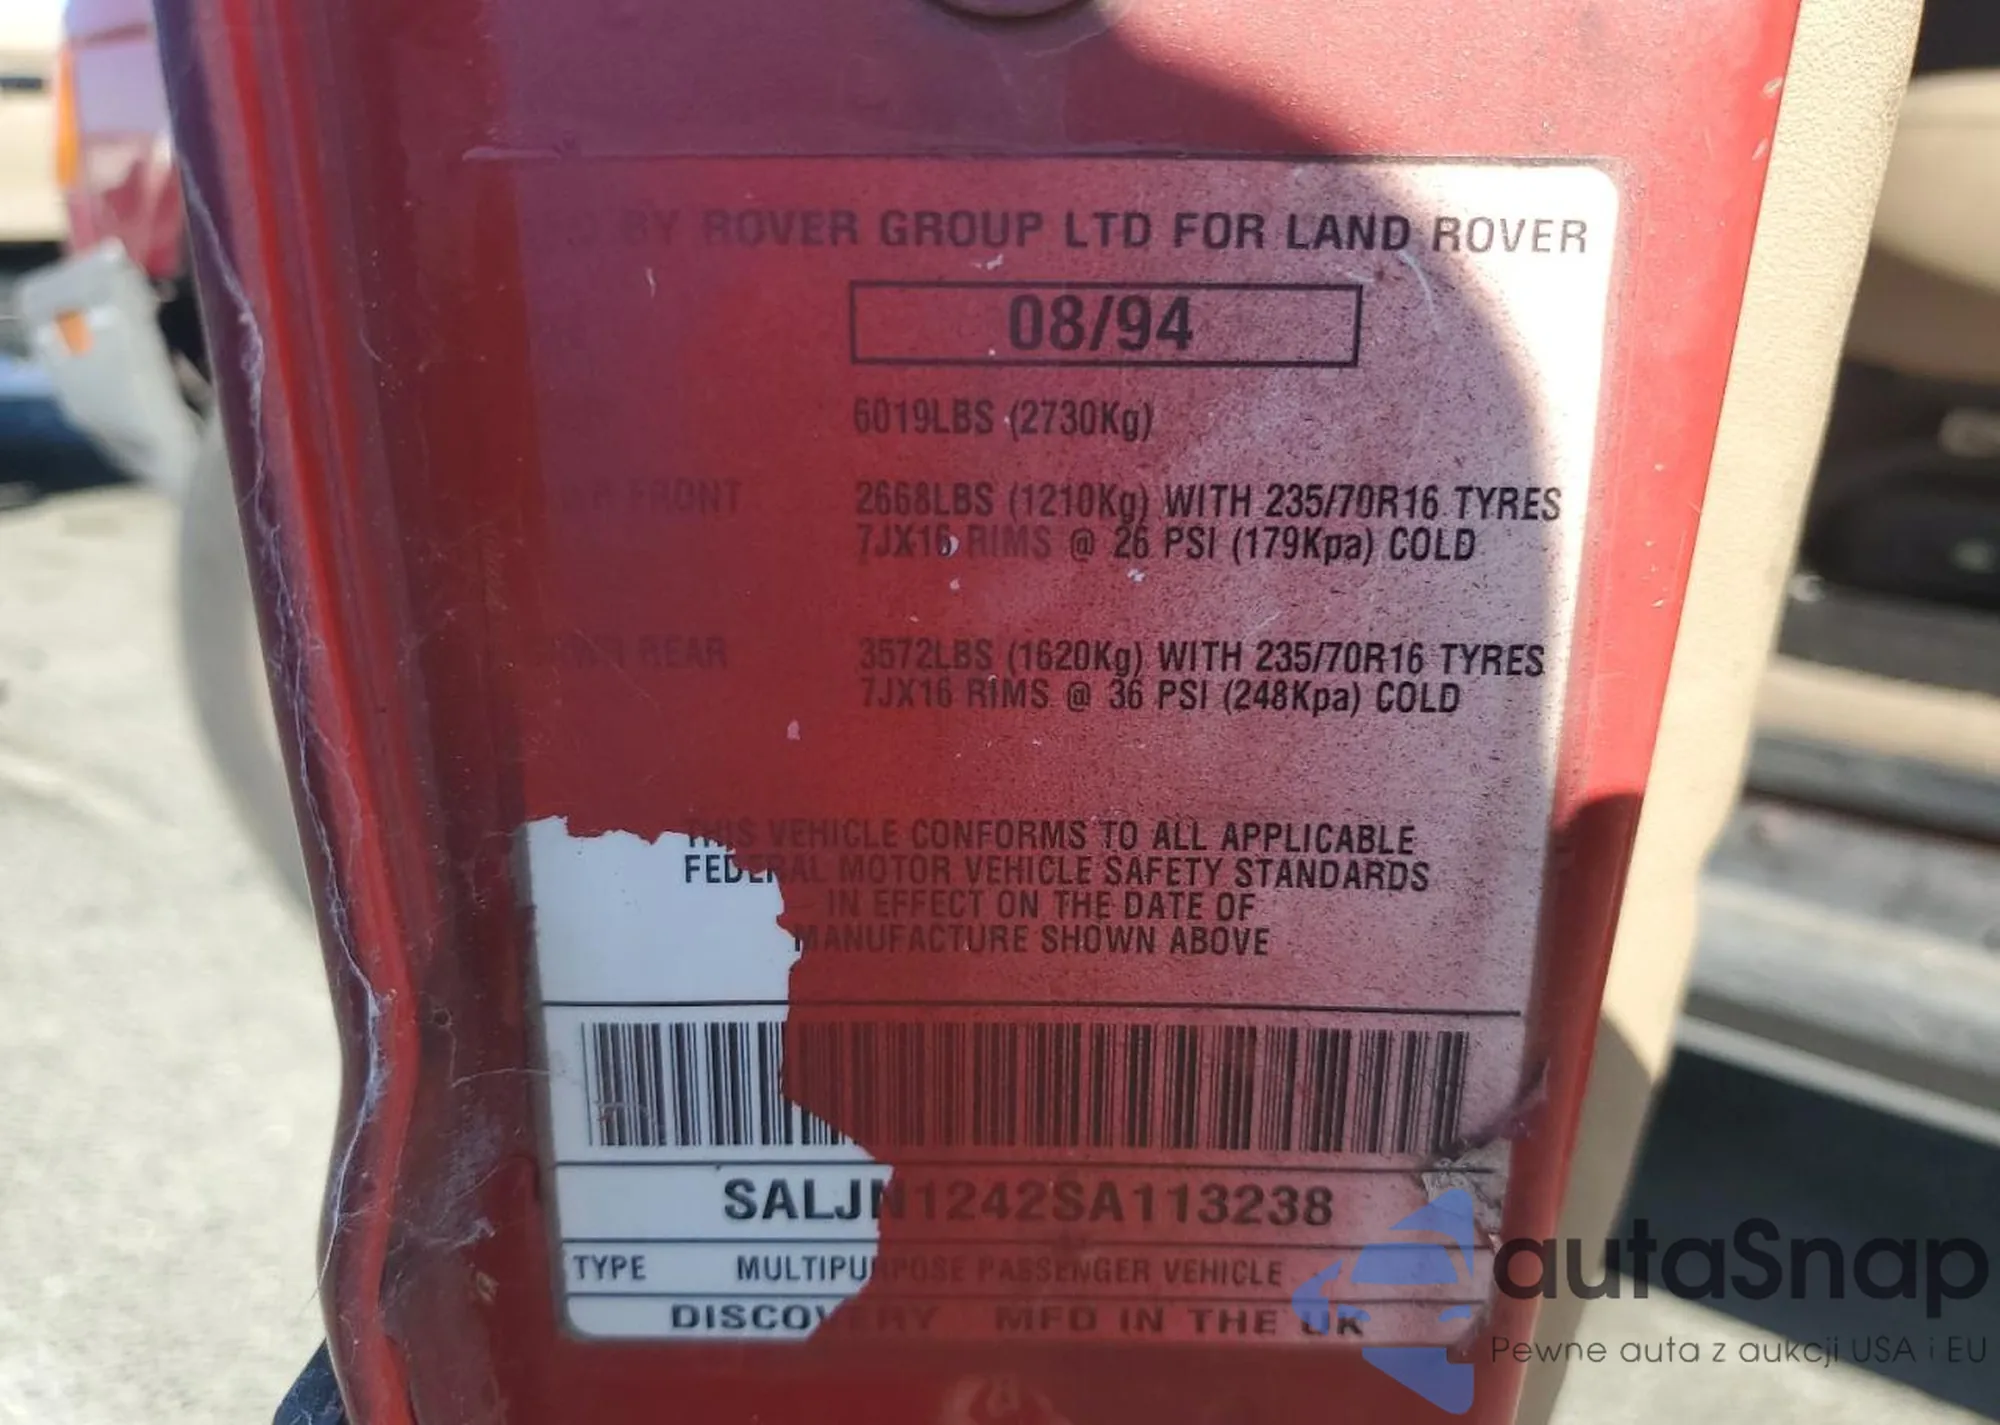 BY ROVER GROUP LTD FOR LAND ROVER
08/94
6019LBS (2730Kg)
FRONT 2668LBS (1210Kg) WITH 235/70R16 TYRES
7JX16 RIMS @ 26 PSI (179Kpa) COLD
REAR 3572LBS (1620Kg) WITH 235/70R16 TYRES
7JX16 RIMS @ 36 PSI (248Kpa) COLD
THIS VEHICLE CONFORMS TO ALL APPLICABLE
FEDERAL MOTOR VEHICLE SAFETY STANDARDS
IN EFFECT ON THE DATE OF
MANUFACTURE SHOWN ABOVE
SALJN1242SA113238
TYPE MULTIPURPOSE PASSENGER VEHICLE
DISCOVERY MFD IN THE UK
autaSnap
Pewne auta z aukcji USA i EU